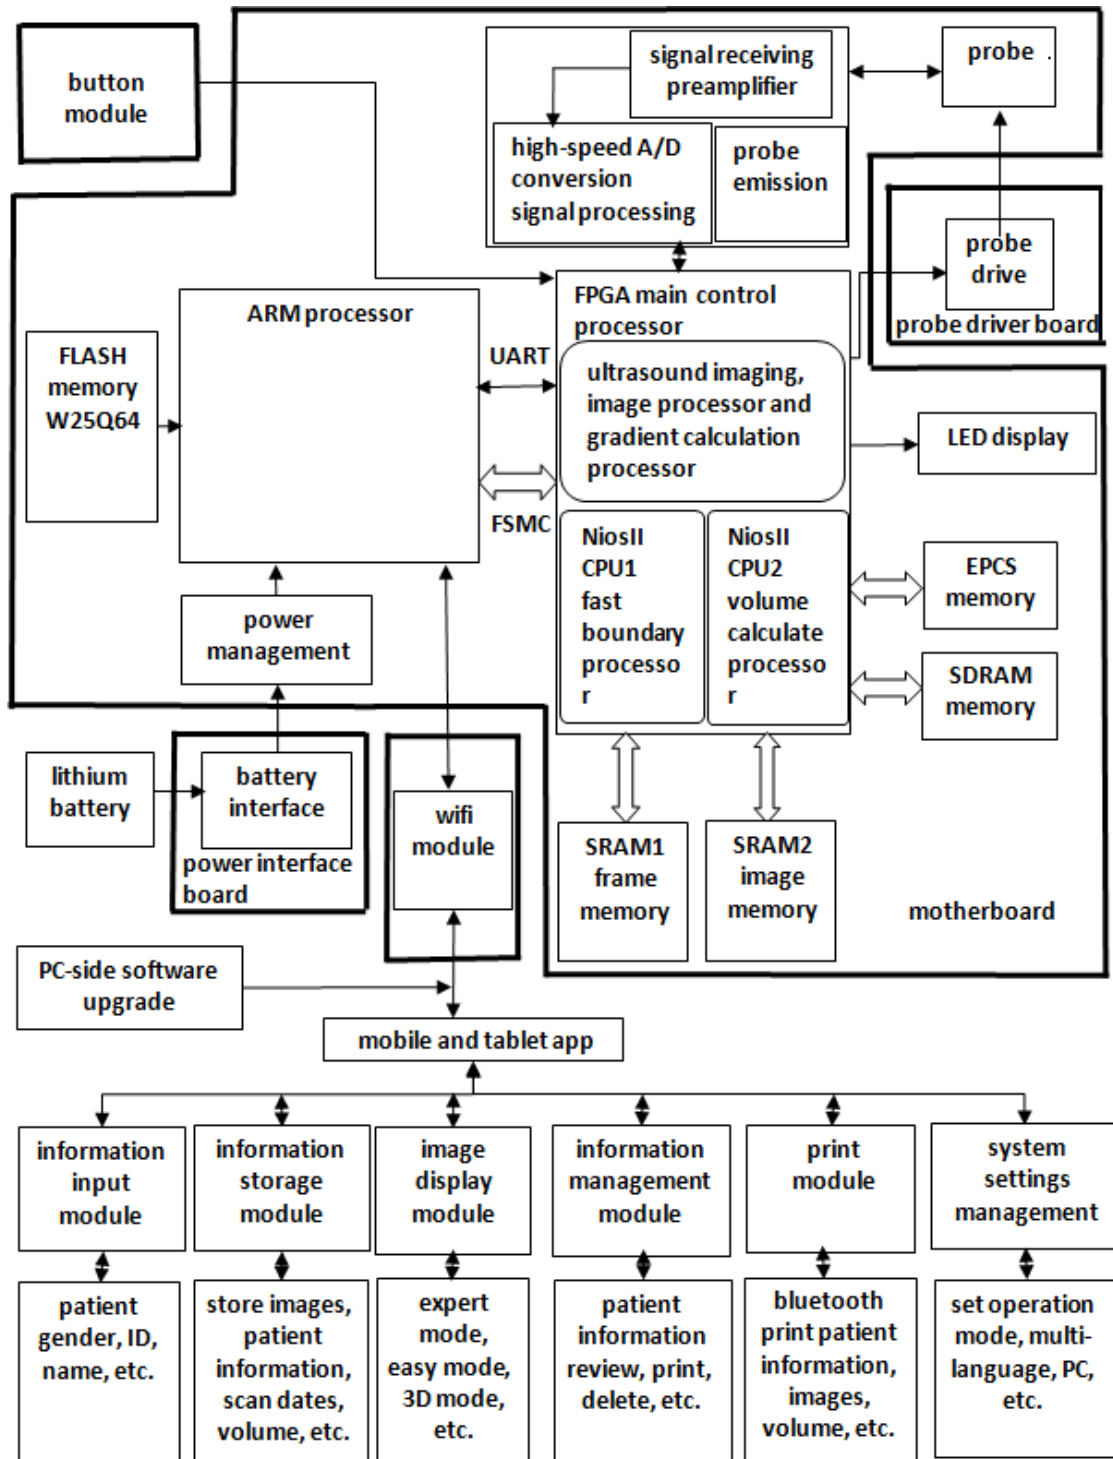 button
module
signal receiving
preamplifier
probe .
high-speed A/D
conversion
signal processing
probe
emission
probe
drive
probe driver board
ARM processor
FPGA main control
processor
FLASH
memory
W25Q64
UART
ultrasound imaging,
image processor and
gradient calculation
processor
LED display
FSMC
NiosII
CPU1
fast
boundary
processo
r
NiosII
CPU2
volume
calculate
processo
r
EPCS
memory
SDRAM
memory
power
management
lithium
battery
battery
interface
power interface
board
wifi
module
SRAM1
frame
memory
SRAM2
image
memory
motherboard
PC-side software
upgrade
mobile and tablet app
information
input
module
information
storage
module
image
display
module
information
management
module
print
module
system
settings
management
patient
gender, ID,
name, etc.
store images,
patient
information,
scan dates,
volume, etc.
expert
mode,
easy mode,
3D mode,
etc.
patient
information
review, print,
delete, etc.
bluetooth
print patient
information,
images,
volume, etc.
set operation
mode, multi-
language, PC,
etc.